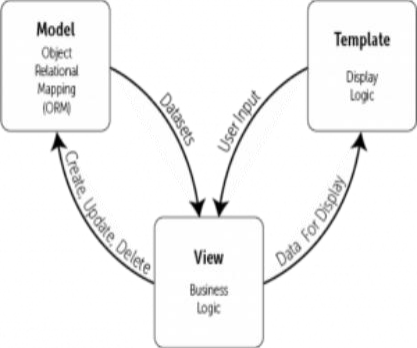 Model
Object
Relational
Mapping
(ORM)
Template
Display
Logic
Datasets
User Input
Create, Update, Delete
Data For Display
View
Business
Logic